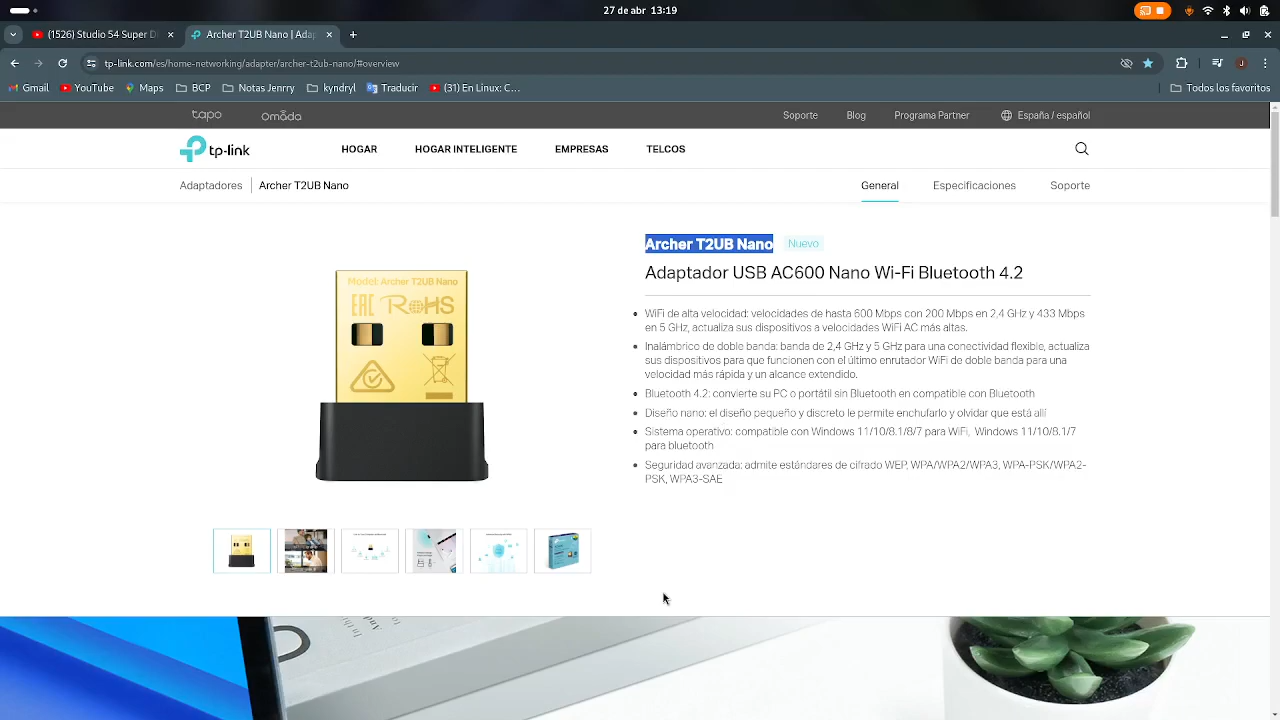 27 de abr 13:19
(1526) Studio 54 Super Di
Archer T2UB Nano | Adap
tp-link.com/es/home-networking/adapter/archer-t2ub-nano/#overview
Gmail
YouTube
Maps
BCP
Notas Jenrry
kyndryl
Traducir
(31) En Linux: C...
Todos los favoritos
tapo
omada
Soporte
Blog
Programa Partner
España / español
tp-link
HOGAR
HOGAR INTELIGENTE
EMPRESAS
TELCOS
Adaptadores
Archer T2UB Nano
General
Especificaciones
Soporte
Archer T2UB Nano
Nuevo
Adaptador USB AC600 Nano Wi-Fi Bluetooth 4.2
WiFi de alta velocidad: velocidades de hasta 600 Mbps con 200 Mbps en 2,4 GHz y 433 Mbps
en 5 GHz, actualiza sus dispositivos a velocidades WiFi AC más altas.
Inalámbrico de doble banda: banda de 2,4 GHz y 5 GHz para una conectividad flexible, actualiza
sus dispositivos para que funcionen con el último enrutador WiFi de doble banda para una
velocidad más rápida y un alcance extendido.
Bluetooth 4.2: convierte su PC o portátil sin Bluetooth en compatible con Bluetooth
Diseño nano: el diseño pequeño y discreto le permite enchufarlo y olvidar que está allí
Sistema operativo: compatible con Windows 11/10/8.1/8/7 para WiFi, Windows 11/10/8.1/7
para bluetooth
Seguridad avanzada: admite estándares de cifrado WEP, WPA/WPA2/WPA3, WPA-PSK/WPA2-
PSK, WPA3-SAE
Model: Archer T2UB Nano
EAC RoHS